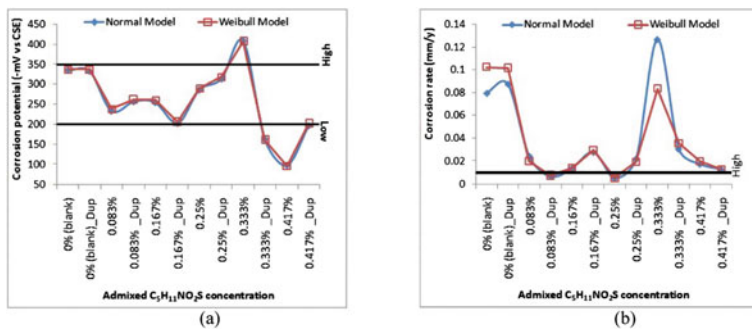 Normal Model
Weibull Model
Corrosion potential (-mV vs CSE)
450
400
350
300
250
200
150
100
50
High
Low
0% (blank)
0% (blank)_Dup
0.083%
0.083% _Dup
0.167%
0.167% _Dup
0.25%
0.25% _Dup
0.333%
0.333% _Dup
0.417%
0.417% _Dup
Admixed C₅H₁₁NO₂S concentration
(a)
Normal Model
Weibull Model
Corrosion rate (mm/y)
0.14
0.12
0.1
0.08
0.06
0.04
0.02
0
High
0% (blank)
0% (blank)_Dup
0.083%
0.083% _Dup
0.167%
0.167% _Dup
0.25%
0.25% _Dup
0.333%
0.333% _Dup
0.417%
0.417% _Dup
Admixed C₅H₁₁NO₂S concentration
(b)